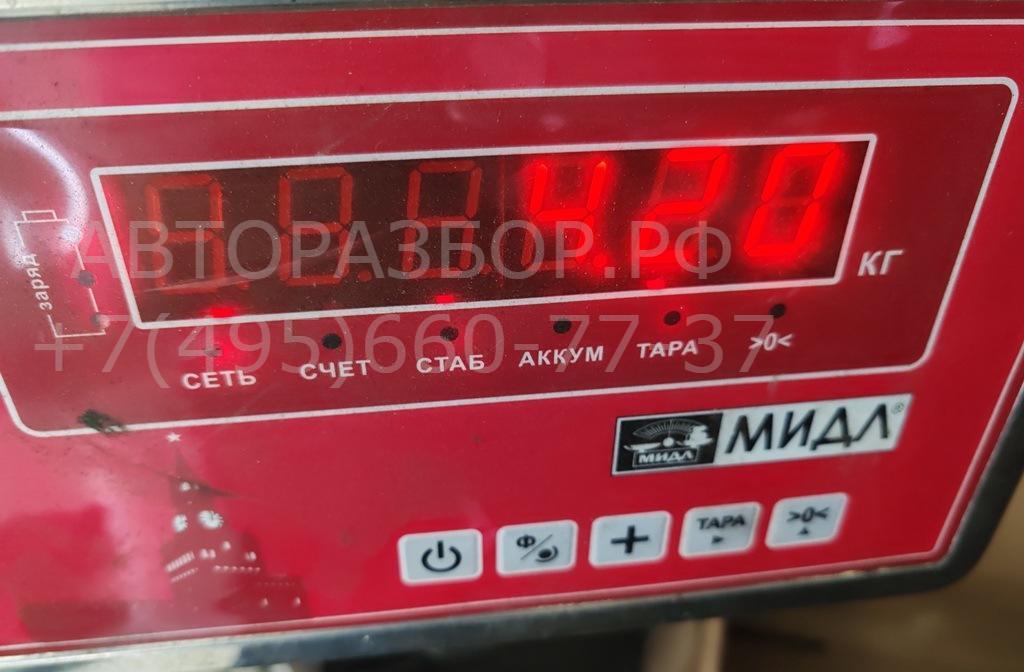 4.20
КГ
заряд
АВТОРАЗБОР.РФ
+7(495)660-77-37
СЕТЬ СЧЕТ СТАБ АККУМ ТАРА >0<
МИДЛ МИДЛ®
Ф ТАРА >0<